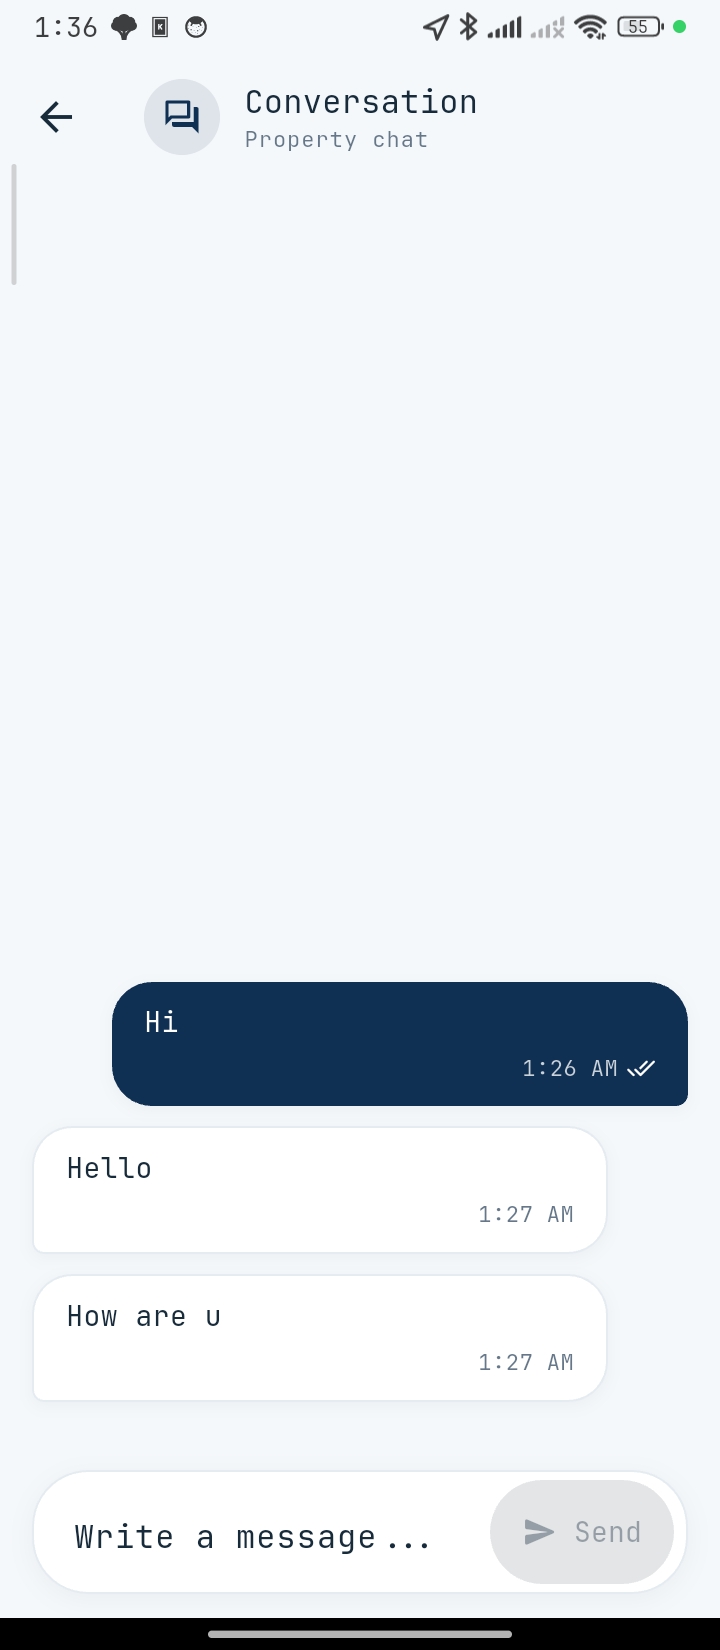 1:36
K
55
Conversation
Property chat
Hi
1:26 AM
Hello
1:27 AM
How are u
1:27 AM
Write a message...
Send